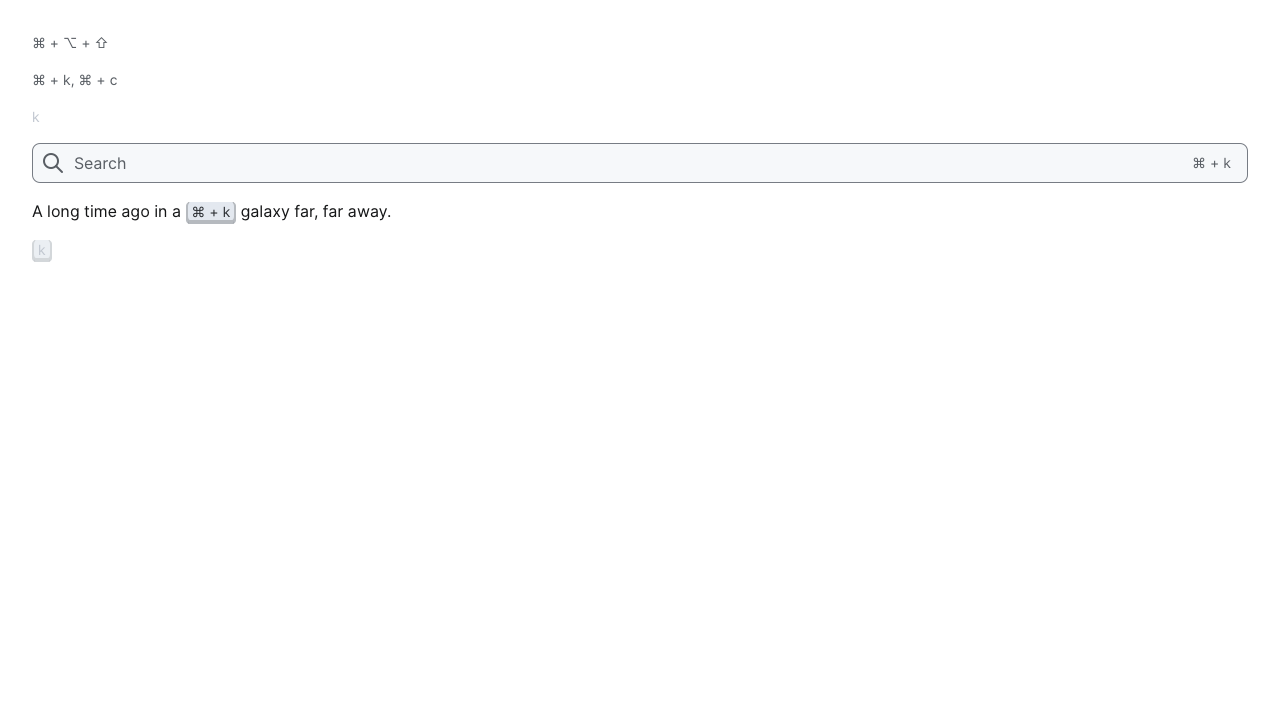 ⌘ + ⌥ + ⇧
⌘ + k, ⌘ + c
k
Search ⌘ + k
A long time ago in a ⌘ + k galaxy far, far away.
k